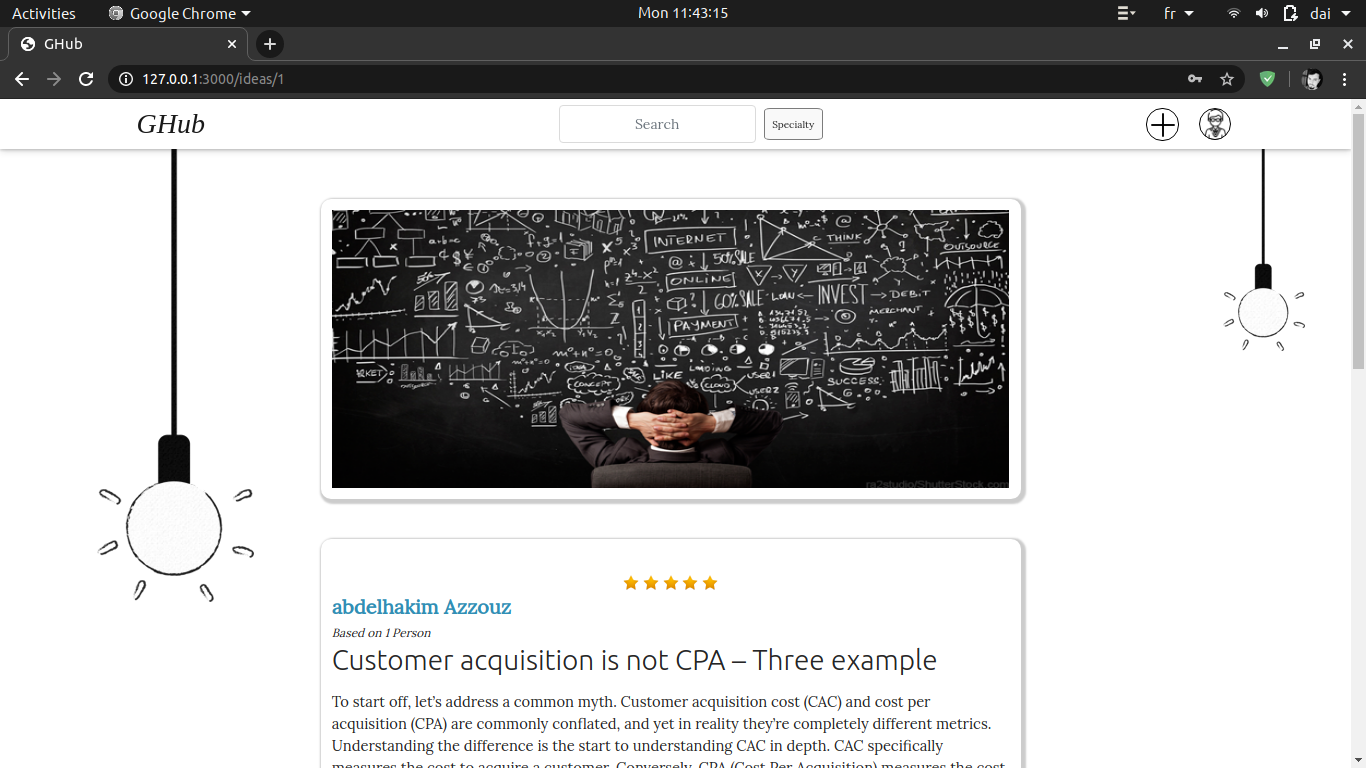 Activities
Google Chrome
Mon 11:43:15
fr
dai
GHub
127.0.0.1:3000/ideas/1
GHub
Search
Specialty
INTERNET
50% SALE
THINK
OUTSOURCE
ONLINE
60% SALE
LOAN
INVEST
DEBIT
PAYMENT
MERCHANT
LIKE
LOADING
USER1
CONCEPT
CLOUD
USER2
SUCCESS
ra2studio/ShutterStock.com
abdelhakim Azzouz
Based on 1 Person
Customer acquisition is not CPA – Three example
To start off, let’s address a common myth. Customer acquisition cost (CAC) and cost per
acquisition (CPA) are commonly conflated, and yet in reality they’re completely different metrics.
Understanding the difference is the start to understanding CAC in depth. CAC specifically
measures the cost to acquire a customer. Conversely, CPA (Cost Per Acquisition) measures the cost